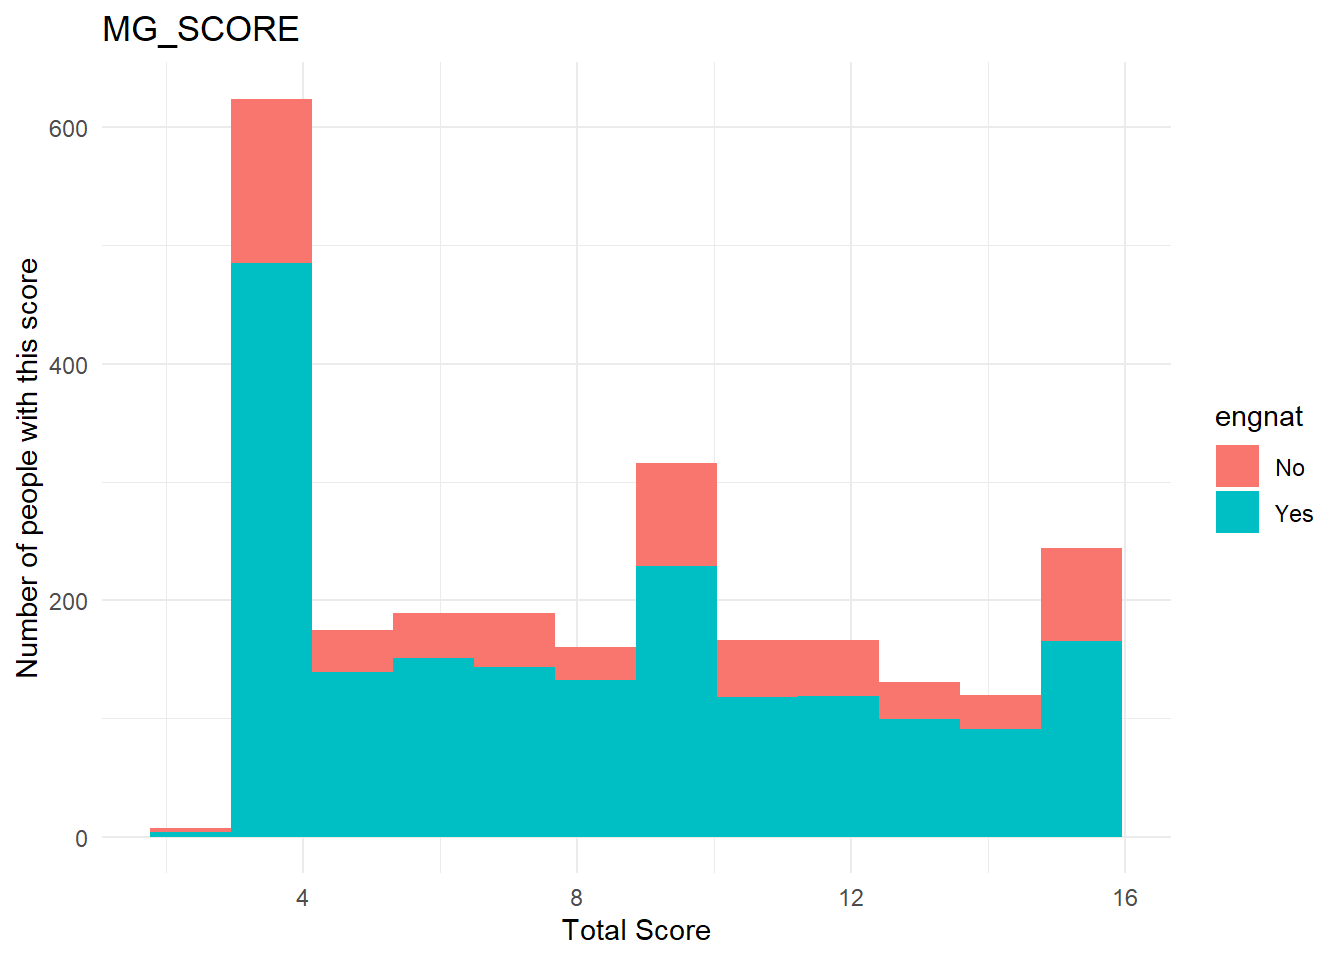 MG_SCORE
Number of people with this score
600
400
200
0
4
8
12
16
Total Score
engnat
No
Yes